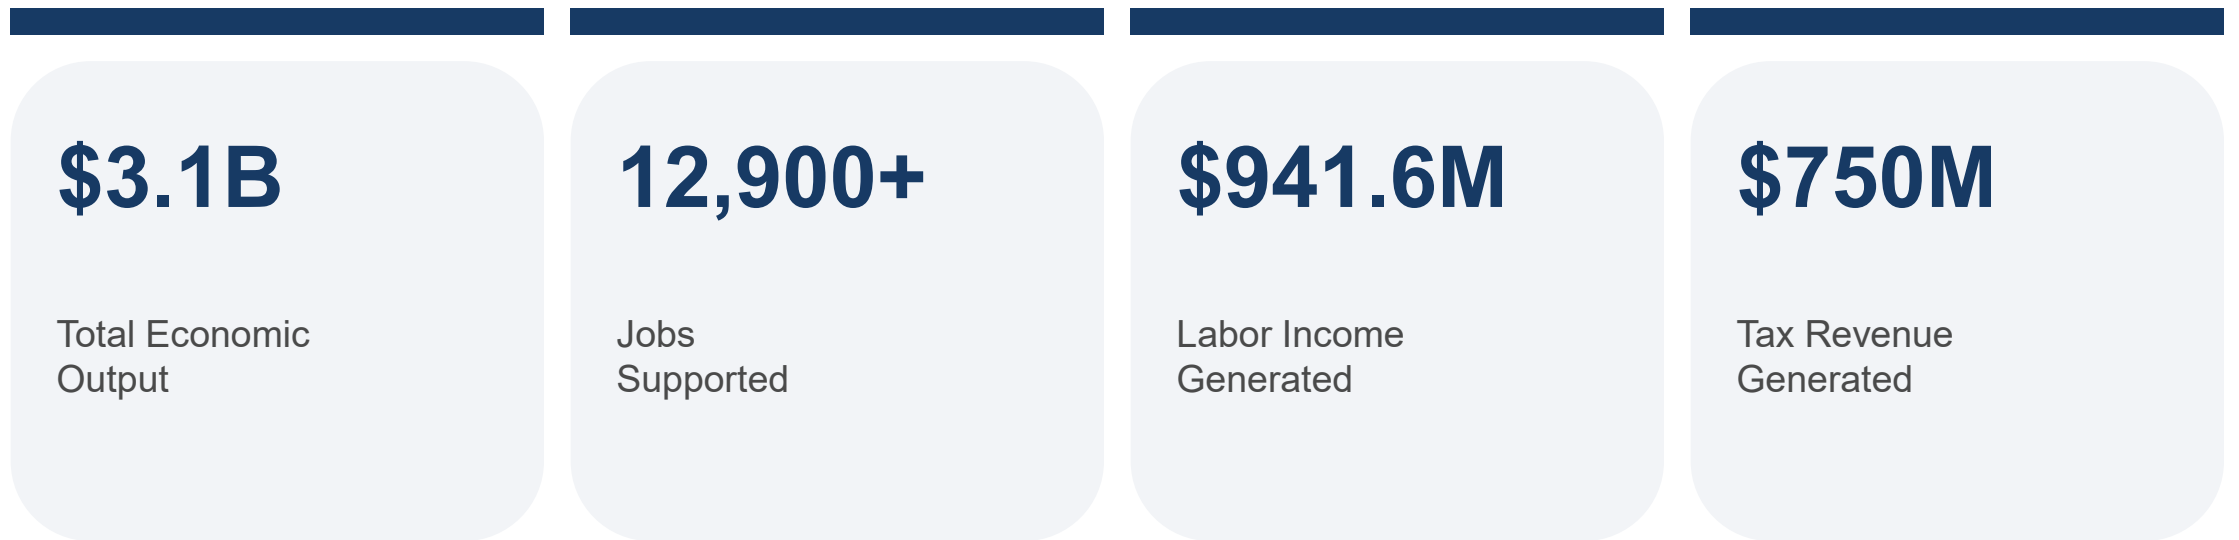 $3.1B
Total Economic
Output
12,900+
Jobs
Supported
$941.6M
Labor Income
Generated
$750M
Tax Revenue
Generated